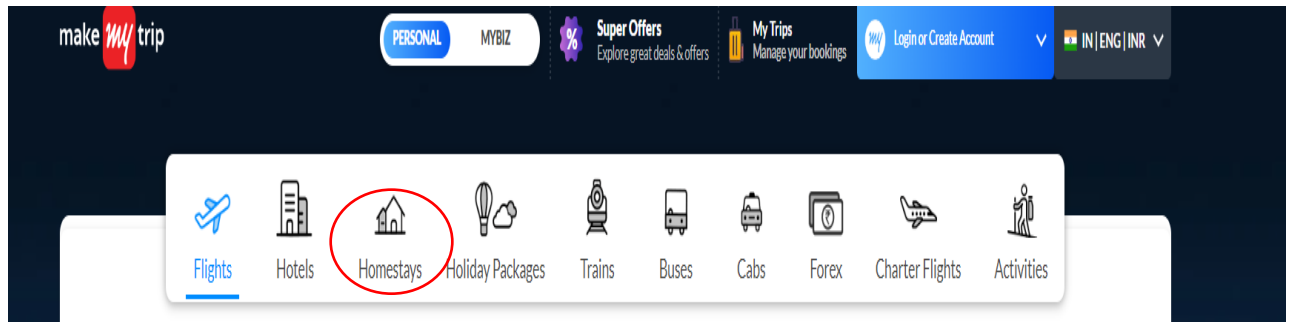 make my trip
PERSONAL MYBIZ
% Super Offers
Explore great deals & offers
My Trips
Manage your bookings
my Login or Create Account
IN | ENG | INR
Flights Hotels Homestays Holiday Packages Trains Buses Cabs Forex Charter Flights Activities